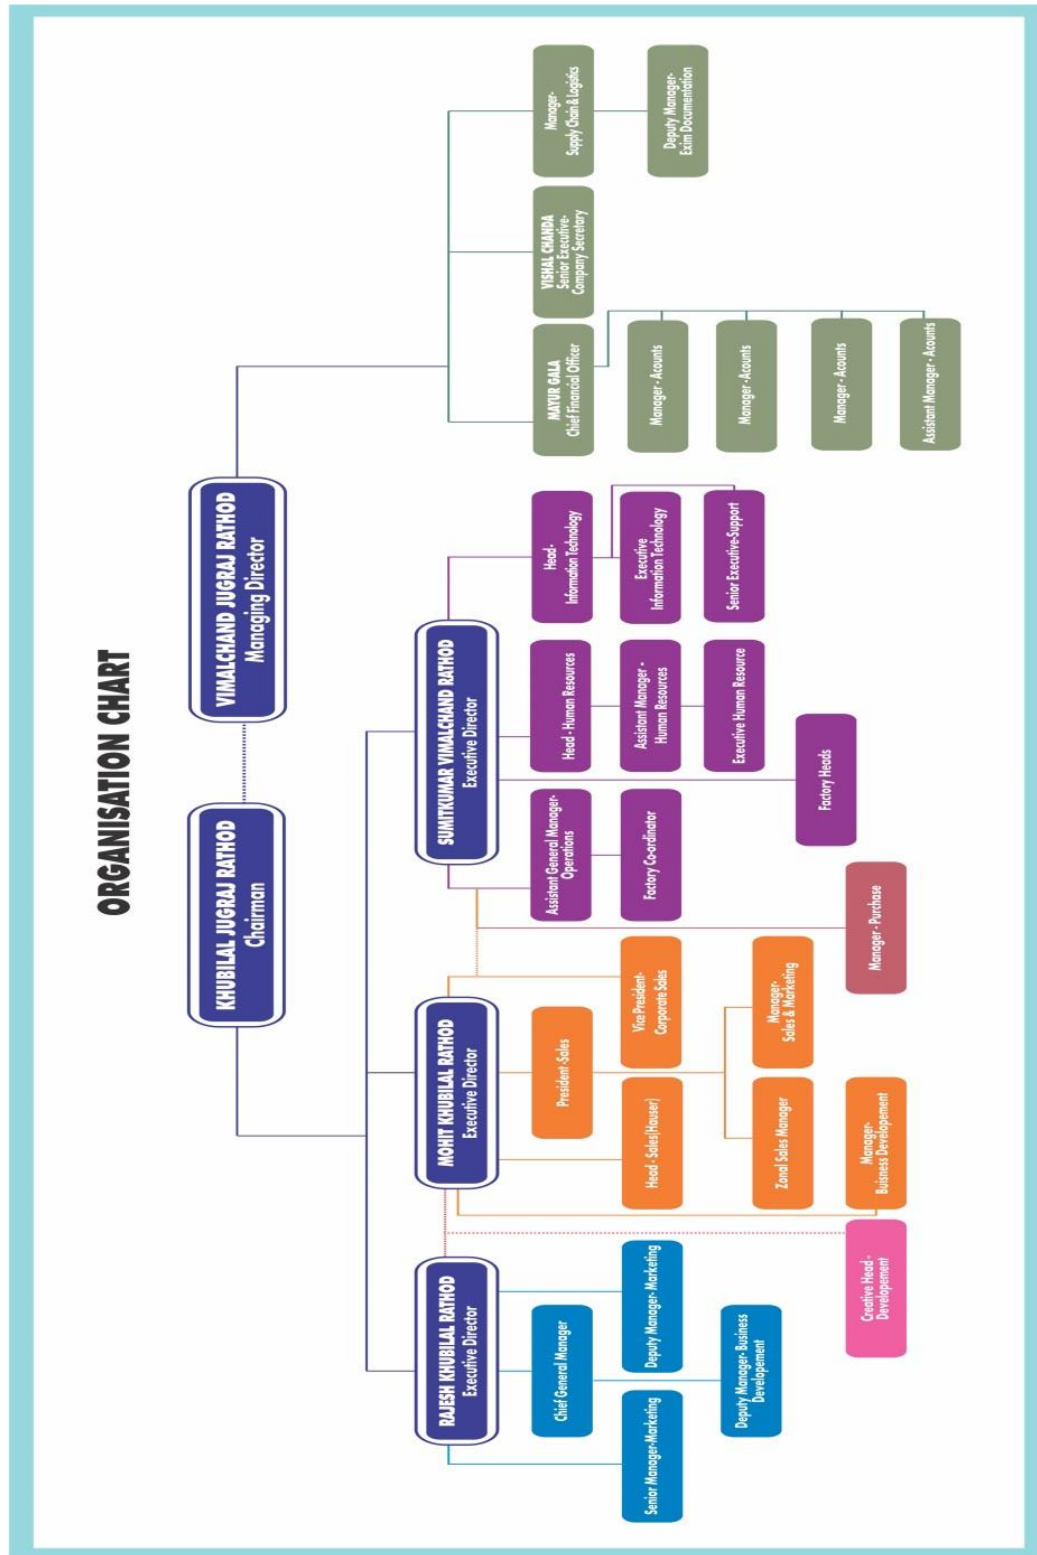 ORGANISATION CHART
KHUBILAL JUGRAJ RATHOD
Chairman
VIMALCHAND JUGRAJ RATHOD
Managing Director
RAJESH KHUBILAL RATHOD
Executive Director
MOHIT KHUBILAL RATHOD
Executive Director
SUMITKUMAR VIMALCHAND RATHOD
Executive Director
Chief General Manager
Senior Manager-Marketing
Deputy Manager- Marketing
Deputy Manager- Business
Developement
Creative Head -
Developement
President -Sales
Head - Sales(Hauser)
Vice President-
Corporate Sales
Zonal Sales Manager
Manager-
Sales & Marketing
Manager-
Buisness Developement
Manager - Purchase
Assistant General Manager-
Operations
Factory Co-ordinator
Factory Heads
Head - Human Resources
Assistant Manager -
Human Resources
Executive Human Resource
Head -
Information Technology
Executive
Information Technology
Senior Executive-Support
MAYUR GALA
Chief Financial Officer
Manager - Acounts
Manager - Acounts
Manager - Acounts
Assistant Manager - Acounts
VISHAL CHANDA
Senior Executive-
Company Secretary
Manager-
Supply Chain & Logistics
Deputy Manager-
Exim Documentation